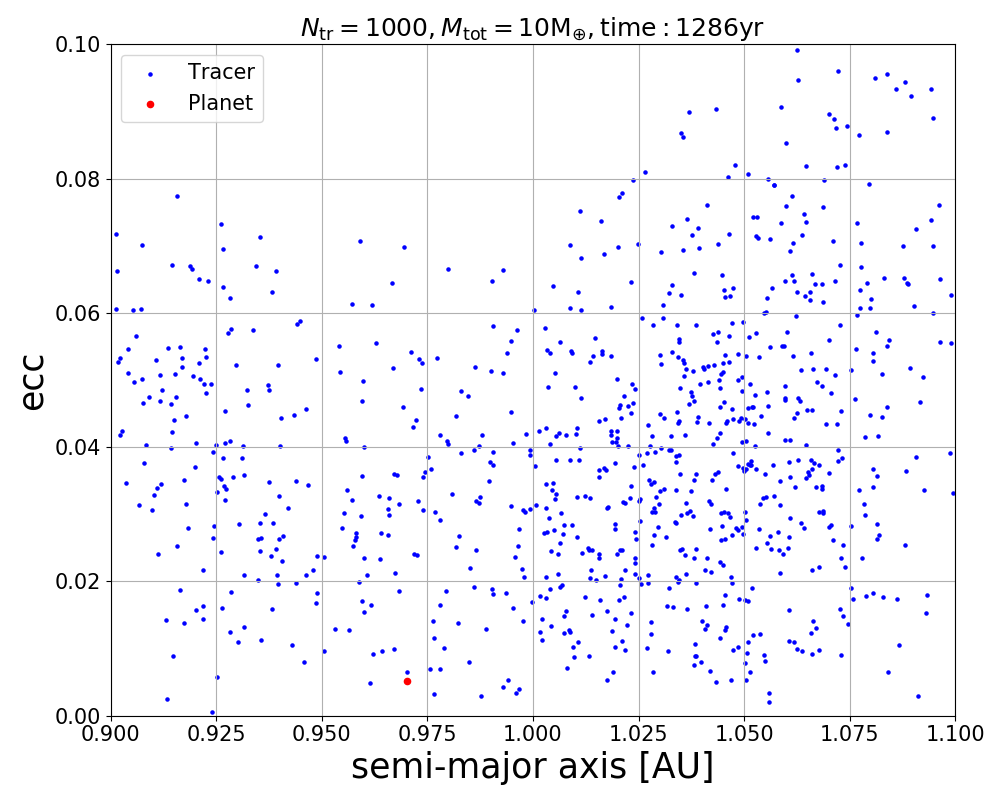 N_tr = 1000, M_tot = 10M_⊕, time : 1286yr
Tracer
Planet
ecc
0.10
0.08
0.06
0.04
0.02
0.00
0.900 0.925 0.950 0.975 1.000 1.025 1.050 1.075 1.100
semi-major axis [AU]